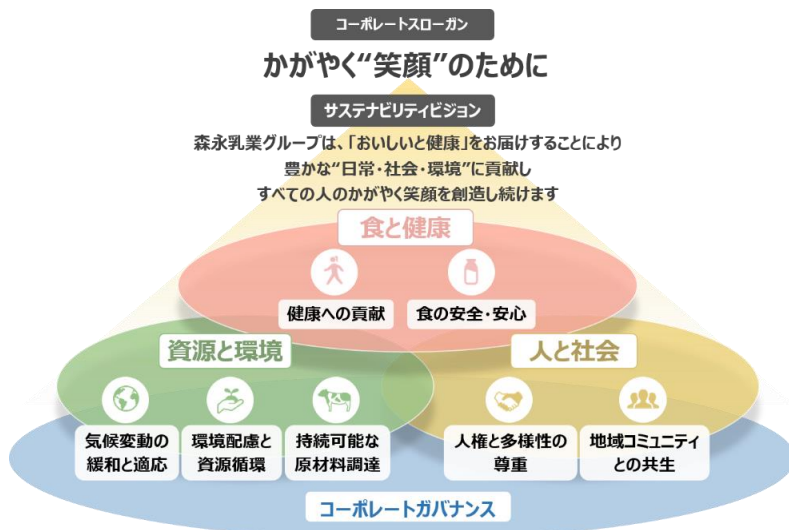 コーポレートスローガン
かがやく“笑顔”のために
サステナビリティビジョン
森永乳業グループは、「おいしいと健康」をお届けすることにより
豊かな“日常・社会・環境”に貢献し
すべての人のかがやく笑顔を創造し続けます
食と健康
健康への貢献
食の安全・安心
資源と環境
気候変動の
緩和と適応
環境配慮と
資源循環
持続可能な
原材料調達
人と社会
人権と多様性の
尊重
地域コミュニティ
との共生
コーポレートガバナンス